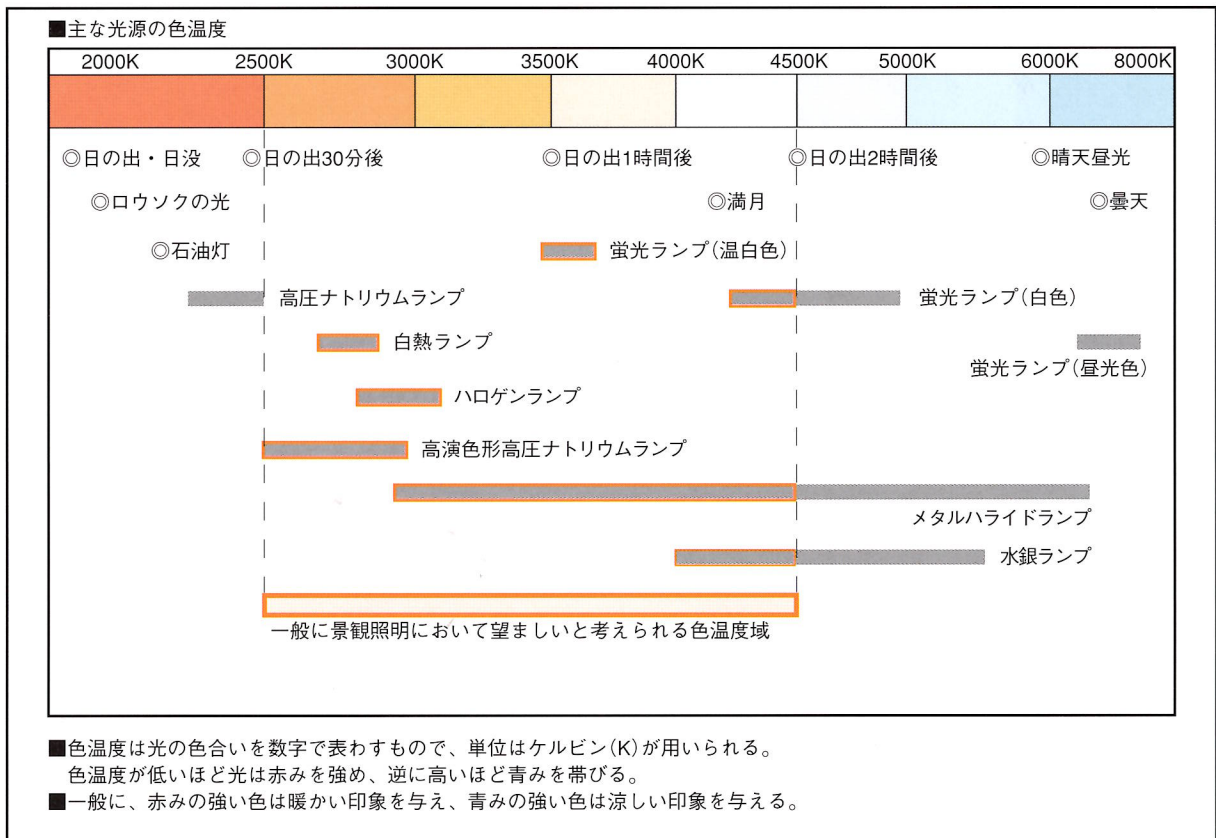 ■主な光源の色温度
2000K 2500K 3000K 3500K 4000K 4500K 5000K 6000K 8000K
◎日の出・日没 ◎日の出30分後 ◎日の出1時間後 ◎日の出2時間後 ◎晴天昼光
◎ロウソクの光 ◎満月 ◎曇天
◎石油灯 蛍光ランプ(温白色)
高圧ナトリウムランプ 蛍光ランプ(白色)
白熱ランプ
蛍光ランプ(昼光色)
ハロゲンランプ
高演色形高圧ナトリウムランプ
メタルハライドランプ
水銀ランプ
一般に景観照明において望ましいと考えられる色温度域
■色温度は光の色合いを数字で表わすもので、単位はケルビン(K)が用いられる。
色温度が低いほど光は赤みを強め、逆に高いほど青みを帯びる。
■一般に、赤みの強い色は暖かい印象を与え、青みの強い色は涼しい印象を与える。